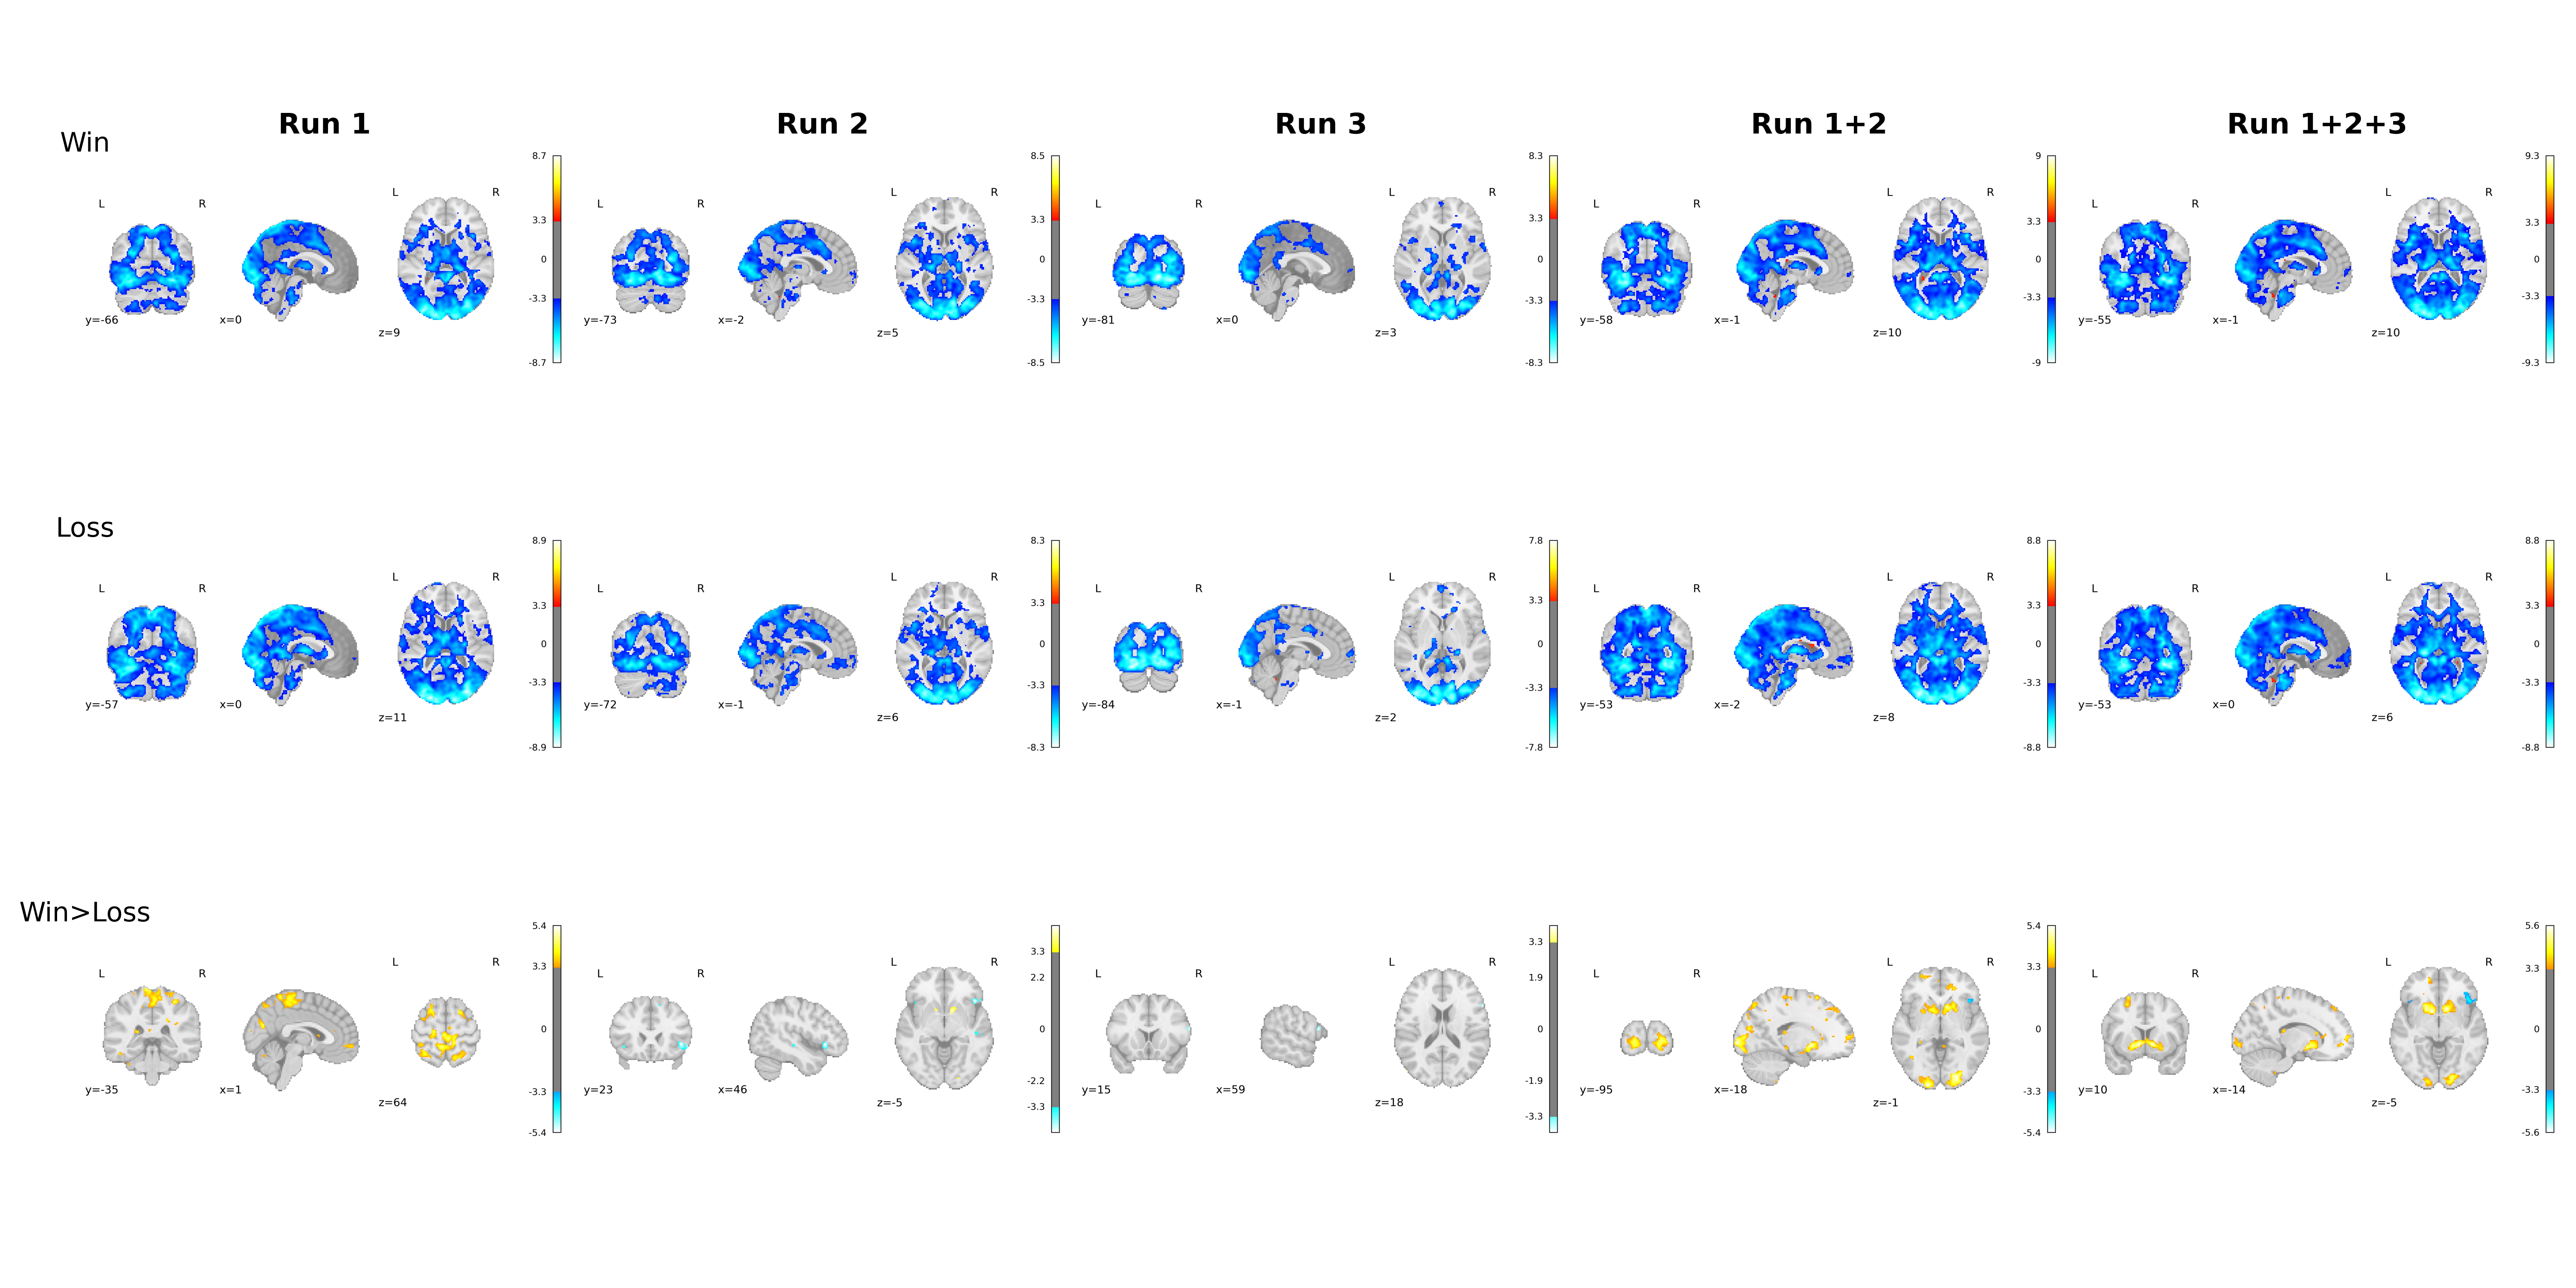 Run 1
Run 2
Run 3
Run 1+2
Run 1+2+3
Win
L R
L R
y=-66
x=0
z=9
8.7
3.3
0
-3.3
-8.7
L R
L R
y=-73
x=-2
z=5
8.5
3.3
0
-3.3
-8.5
L R
L R
y=-81
x=0
z=3
8.3
3.3
0
-3.3
-8.3
L R
L R
y=-58
x=-1
z=10
9
3.3
0
-3.3
-9
L R
L R
y=-55
x=-1
z=10
9.3
3.3
0
-3.3
-9.3
Loss
L R
L R
y=-57
x=0
z=11
8.9
3.3
0
-3.3
-8.9
L R
L R
y=-72
x=-1
z=6
8.3
3.3
0
-3.3
-8.3
L R
L R
y=-84
x=-1
z=2
7.8
3.3
0
-3.3
-7.8
L R
L R
y=-53
x=-2
z=8
8.8
3.3
0
-3.3
-8.8
L R
L R
y=-53
x=0
z=6
8.8
3.3
0
-3.3
-8.8
Win>Loss
L R
L R
y=-35
x=1
z=64
5.4
3.3
0
-3.3
-5.4
L R
L R
y=23
x=46
z=-5
3.3
2.2
0
-2.2
-3.3
L R
L R
y=15
x=59
z=18
3.3
1.9
0
-1.9
-3.3
L R
L R
y=-95
x=-18
z=-1
5.4
3.3
0
-3.3
-5.4
L R
L R
y=10
x=-14
z=-5
5.6
3.3
0
-3.3
-5.6